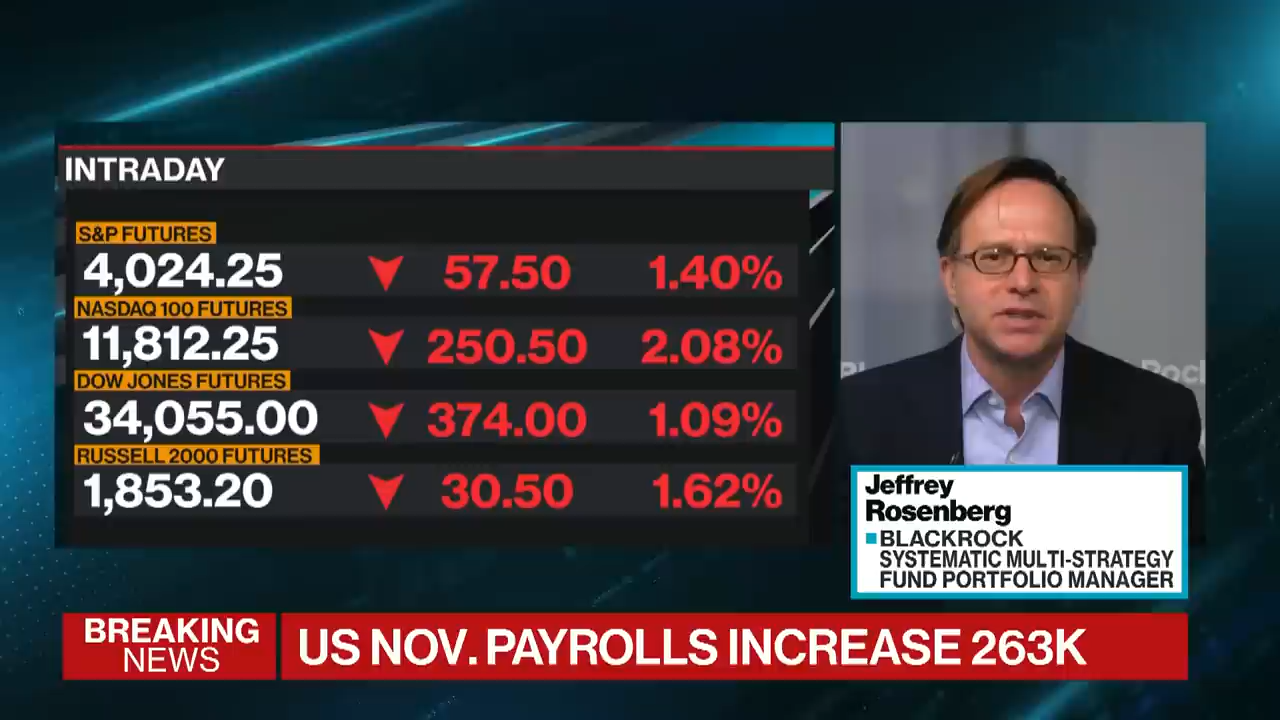 INTRADAY
S&P FUTURES
4,024.25 57.50 1.40%
NASDAQ 100 FUTURES
11,812.25 250.50 2.08%
DOW JONES FUTURES
34,055.00 374.00 1.09%
RUSSELL 2000 FUTURES
1,853.20 30.50 1.62%
Jeffrey
Rosenberg
BLACKROCK
SYSTEMATIC MULTI-STRATEGY
FUND PORTFOLIO MANAGER
BREAKING
NEWS
US NOV. PAYROLLS INCREASE 263K